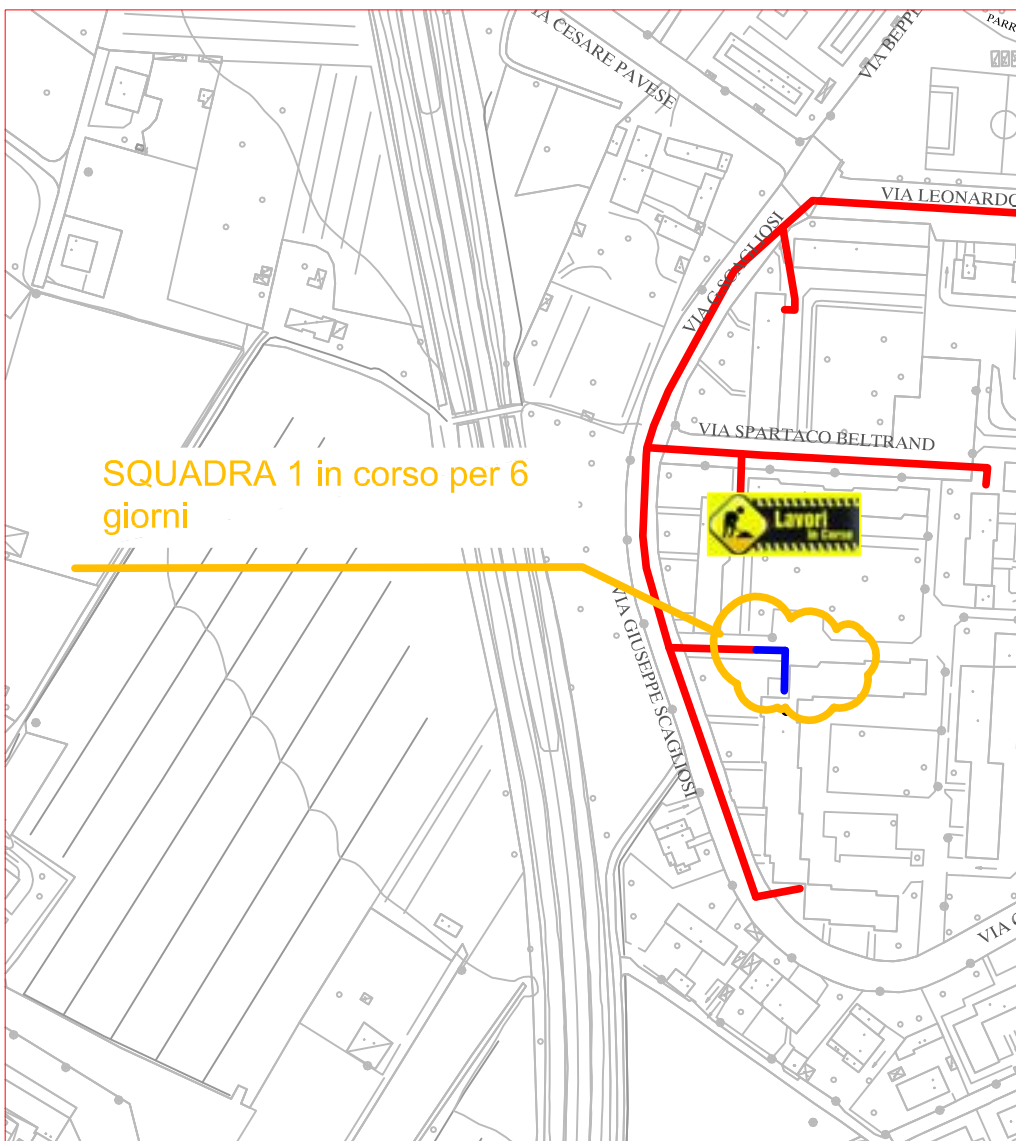 VIA CESARE PAVESE
VIA BEPPE
PARR
VIA LEONARDO
VIA G SCAGLIOSI
VIA SPARTACO BELTRAND
SQUADRA 1 in corso per 6
giorni
Lavori
in Corso
VIA GIUSEPPE SCAGLIOSI
VIA G